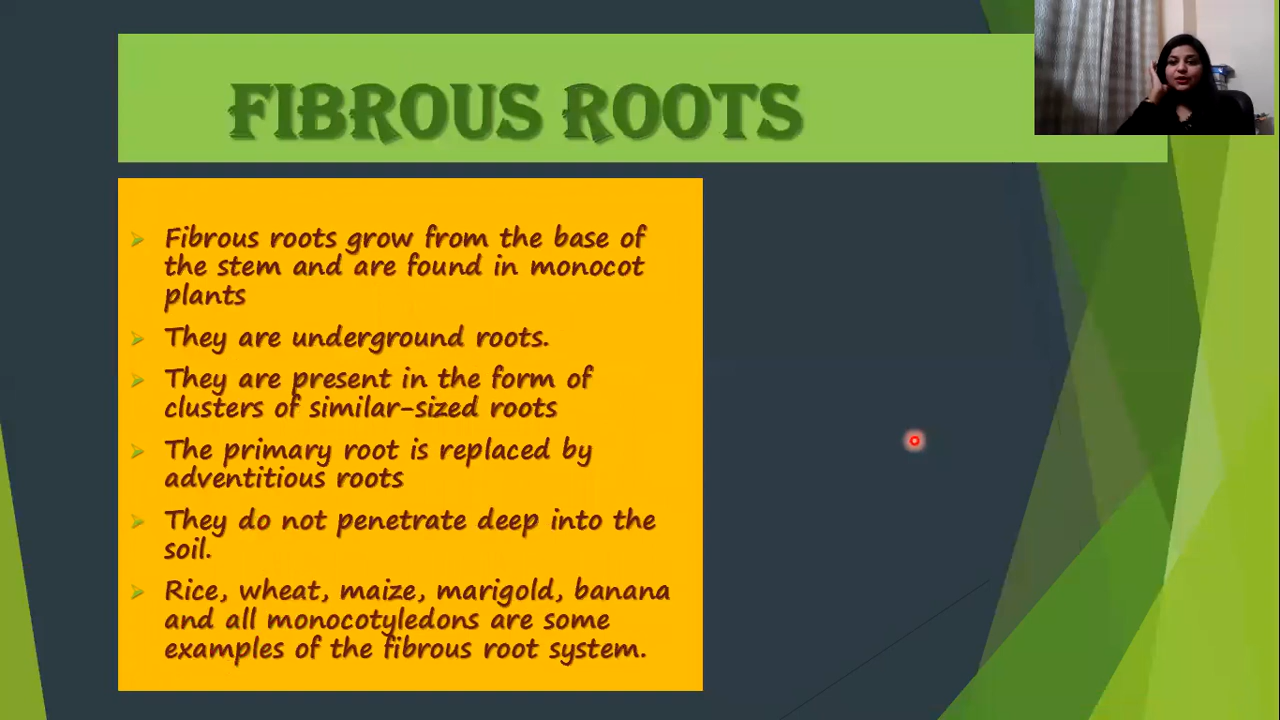 FIBROUS ROOTS
Fibrous roots grow from the base of
the stem and are found in monocot
plants
They are underground roots.
They are present in the form of
clusters of similar-sized roots
The primary root is replaced by
adventitious roots
They do not penetrate deep into the
soil.
Rice, wheat, maize, marigold, banana
and all monocotyledons are some
examples of the fibrous root system.